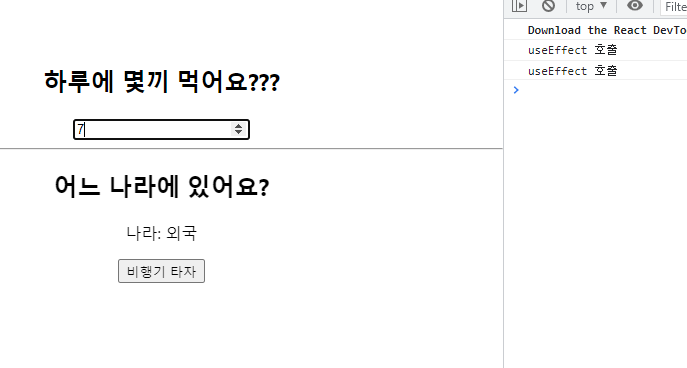 top
Filte
Download the React DevTo
useEffect 호출
useEffect 호출
하루에 몇끼 먹어요???
7
어느 나라에 있어요?
나라: 외국
비행기 타자